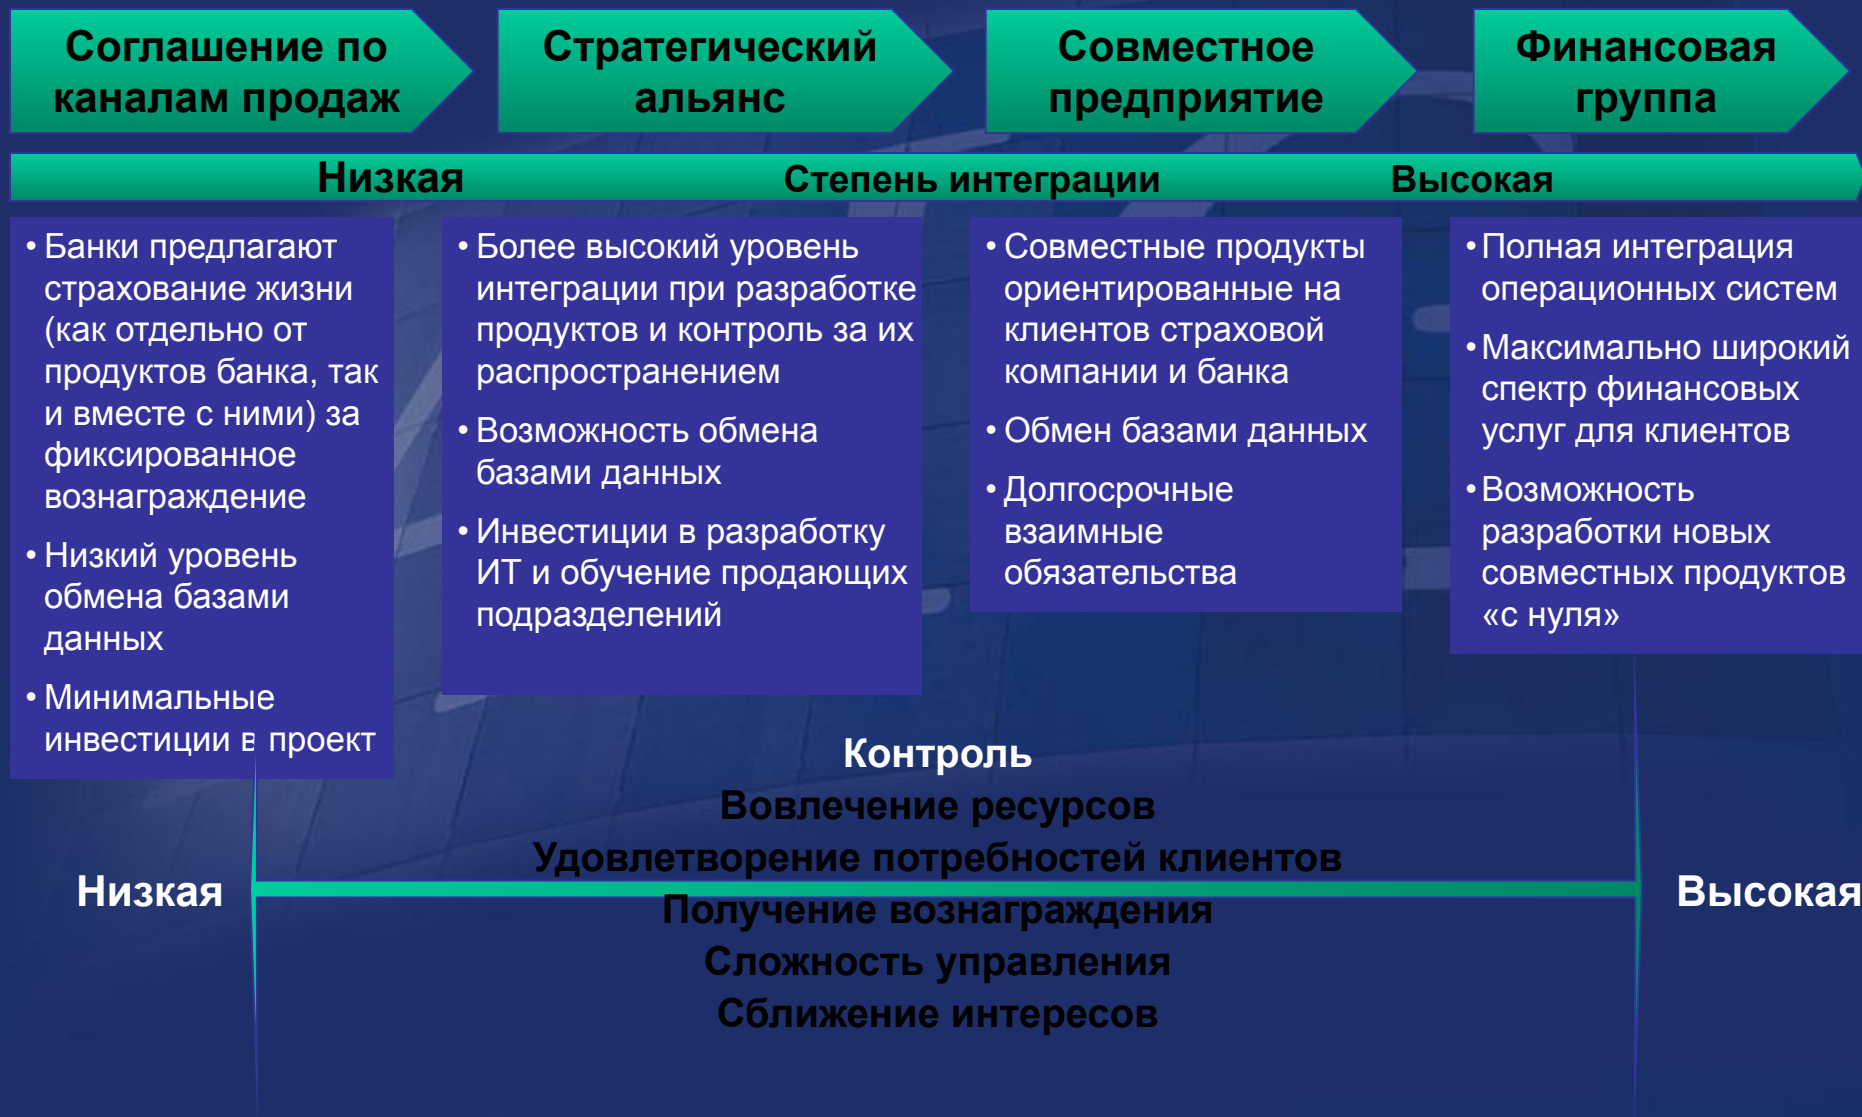 Соглашение по
каналам продаж
Стратегический
альянс
Совместное
предприятие
Финансовая
группа
Низкая
Степень интеграции
Высокая
• Банки предлагают
страхование жизни
(как отдельно от
продуктов банка, так
и вместе с ними) за
фиксированное
вознаграждение
• Низкий уровень
обмена базами
данных
• Минимальные
инвестиции в проект
• Более высокий уровень
интеграции при разработке
продуктов и контроль за их
распространением
• Возможность обмена
базами данных
• Инвестиции в разработку
ИТ и обучение продающих
подразделений
• Совместные продукты
ориентированные на
клиентов страховой
компании и банка
• Обмен базами данных
• Долгосрочные
взаимные
обязательства
• Полная интеграция
операционных систем
• Максимально широкий
спектр финансовых
услуг для клиентов
• Возможность
разработки новых
совместных продуктов
«с нуля»
Контроль
Вовлечение ресурсов
Удовлетворение потребностей клиентов
Низкая
Высокая
Получение вознаграждения
Сложность управления
Сближение интересов